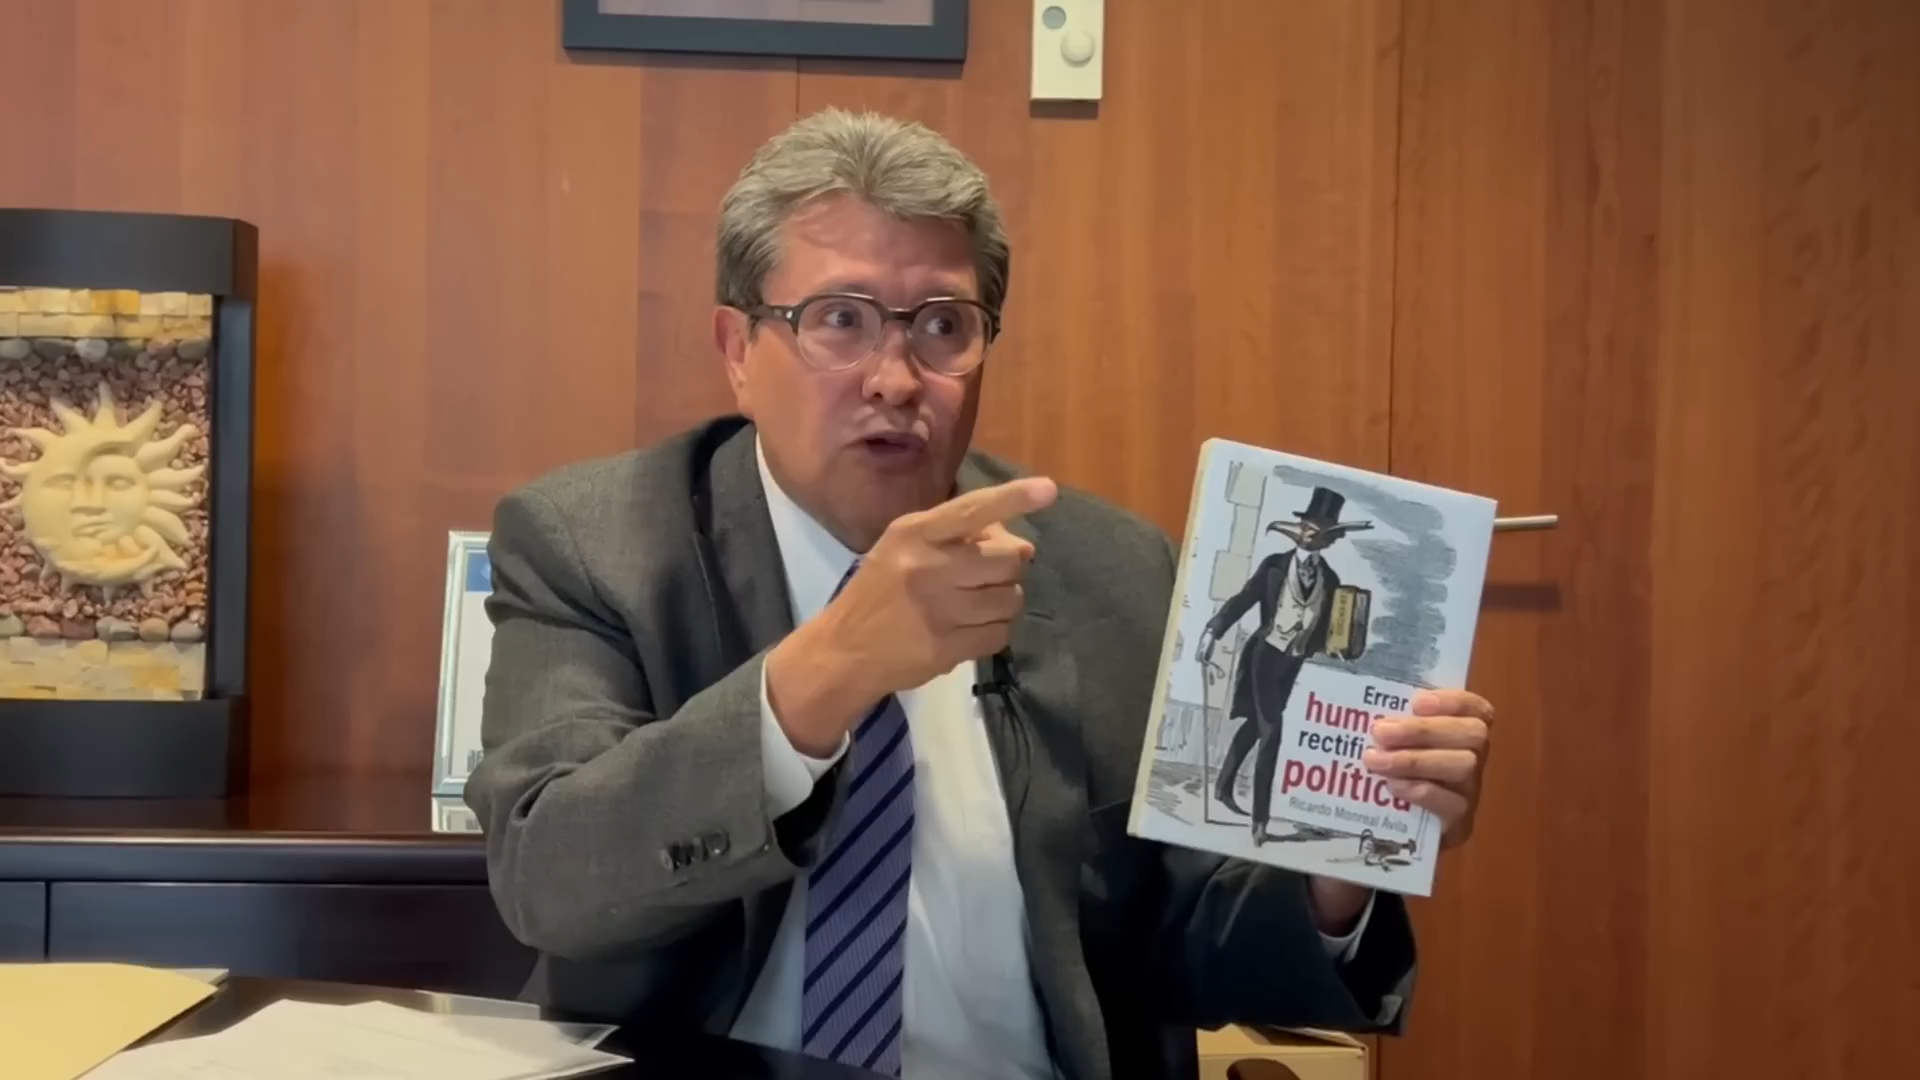 Errar
huma
rectifi
política
Ricardo Monreal Ávila